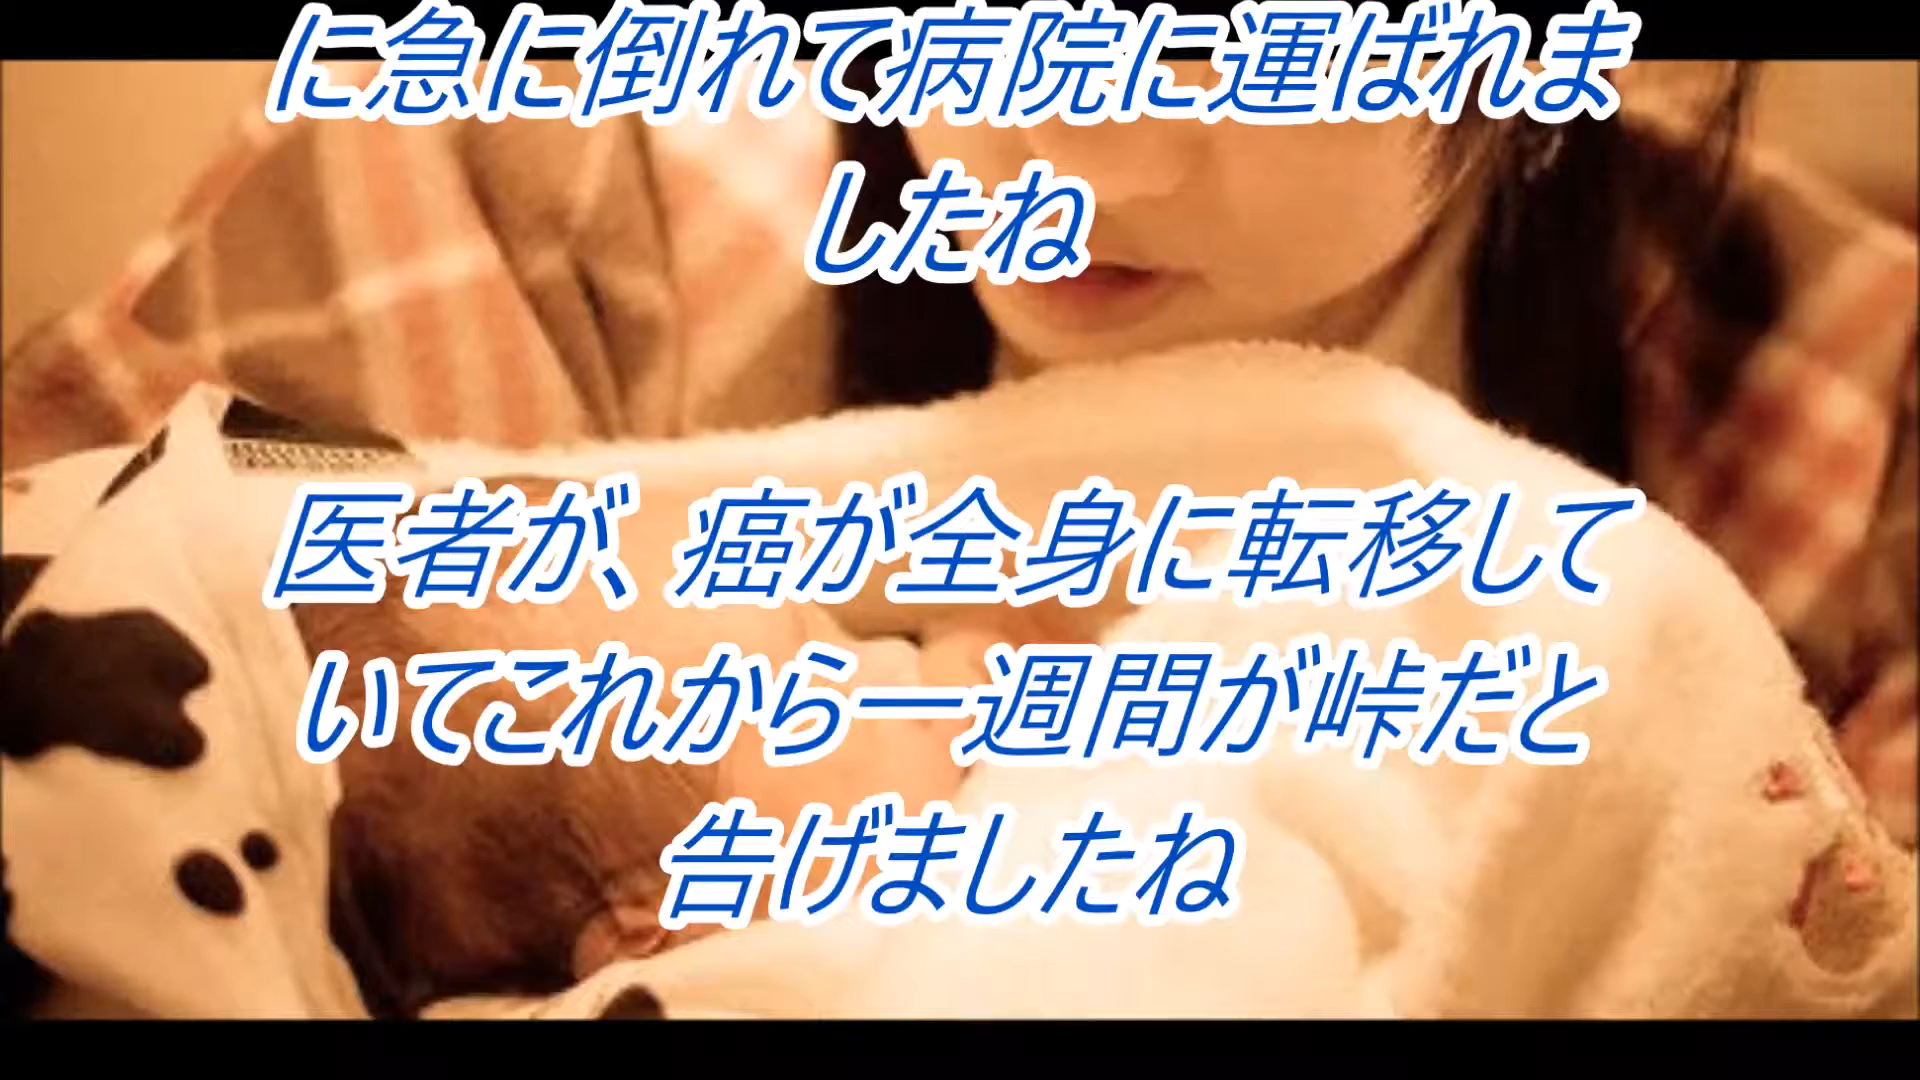 に急に倒れて病院に運ばれま
したね
医者が、癌が全身に転移して
いてこれから一週間が峠だと
告げましたね